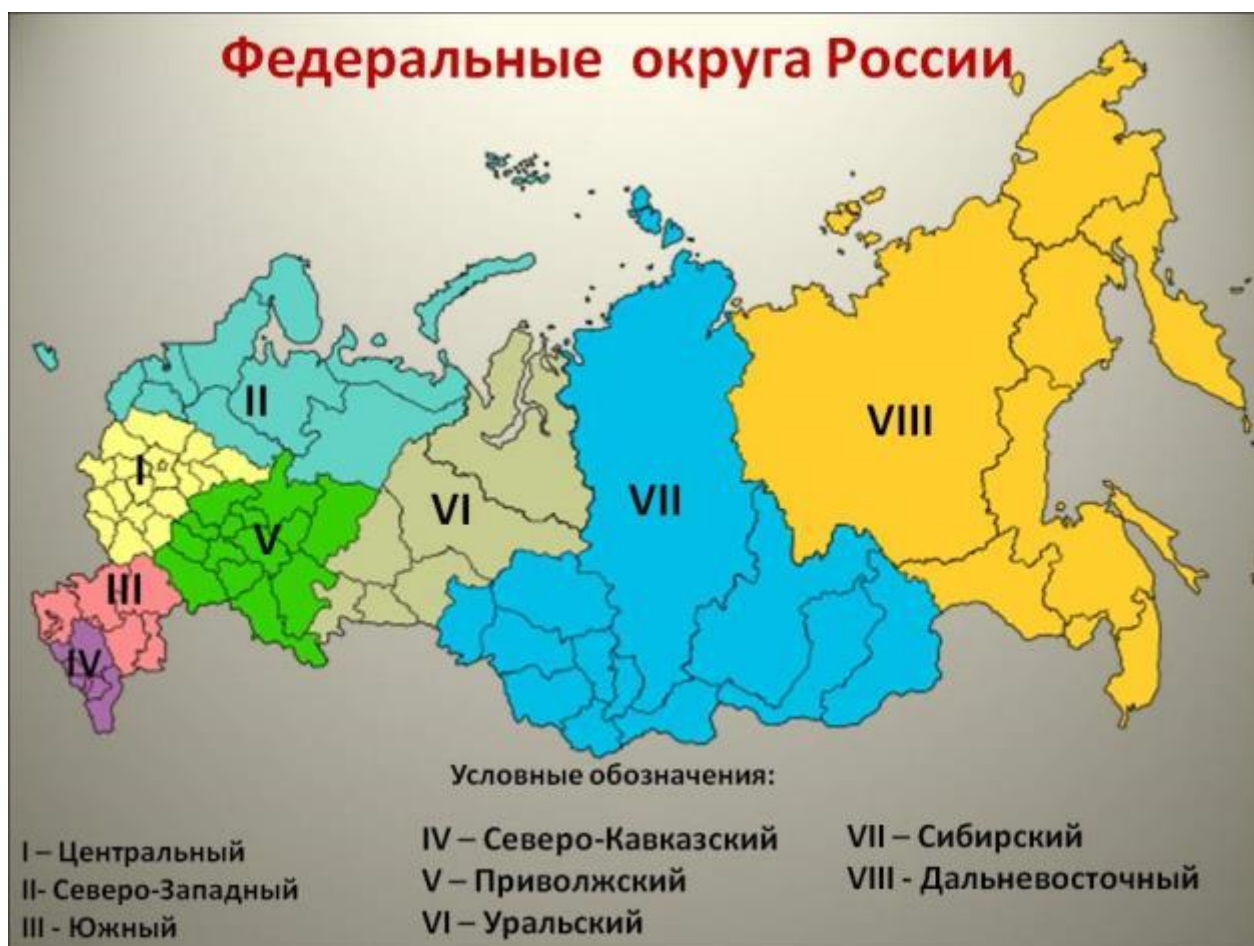 Федеральные округа России
II
I
VIII
VII
VI
V
III
IV
Условные обозначения:
I – Центральный
II- Северо-Западный
III - Южный
IV – Северо-Кавказский
V – Приволжский
VI – Уральский
VII – Сибирский
VIII - Дальневосточный